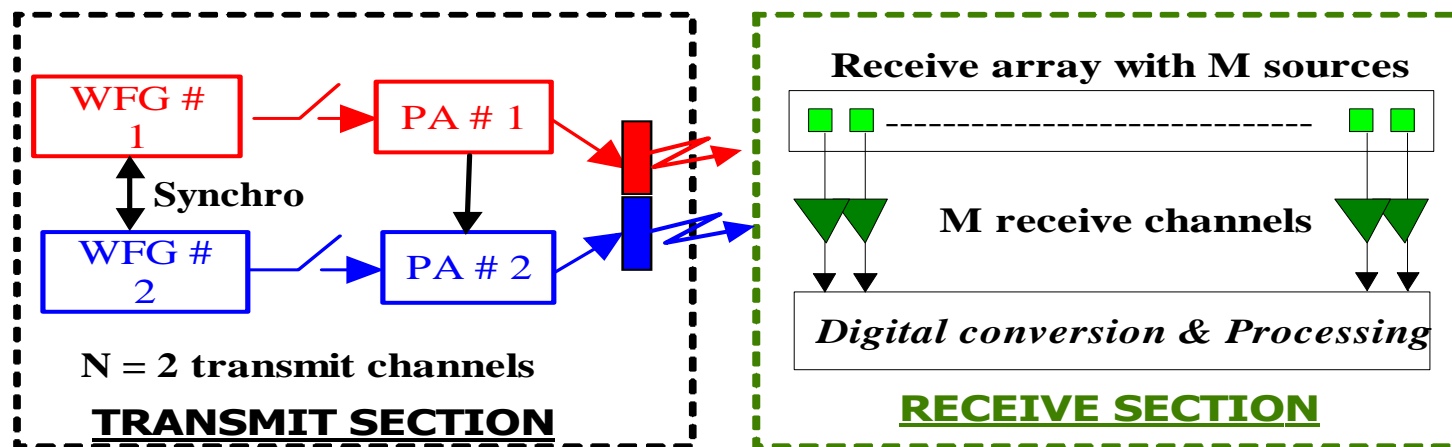 WFG #
1
PA # 1
Synchro
WFG #
2
PA # 2
N = 2 transmit channels
TRANSMIT SECTION
Receive array with M sources
M receive channels
Digital conversion & Processing
RECEIVE SECTION